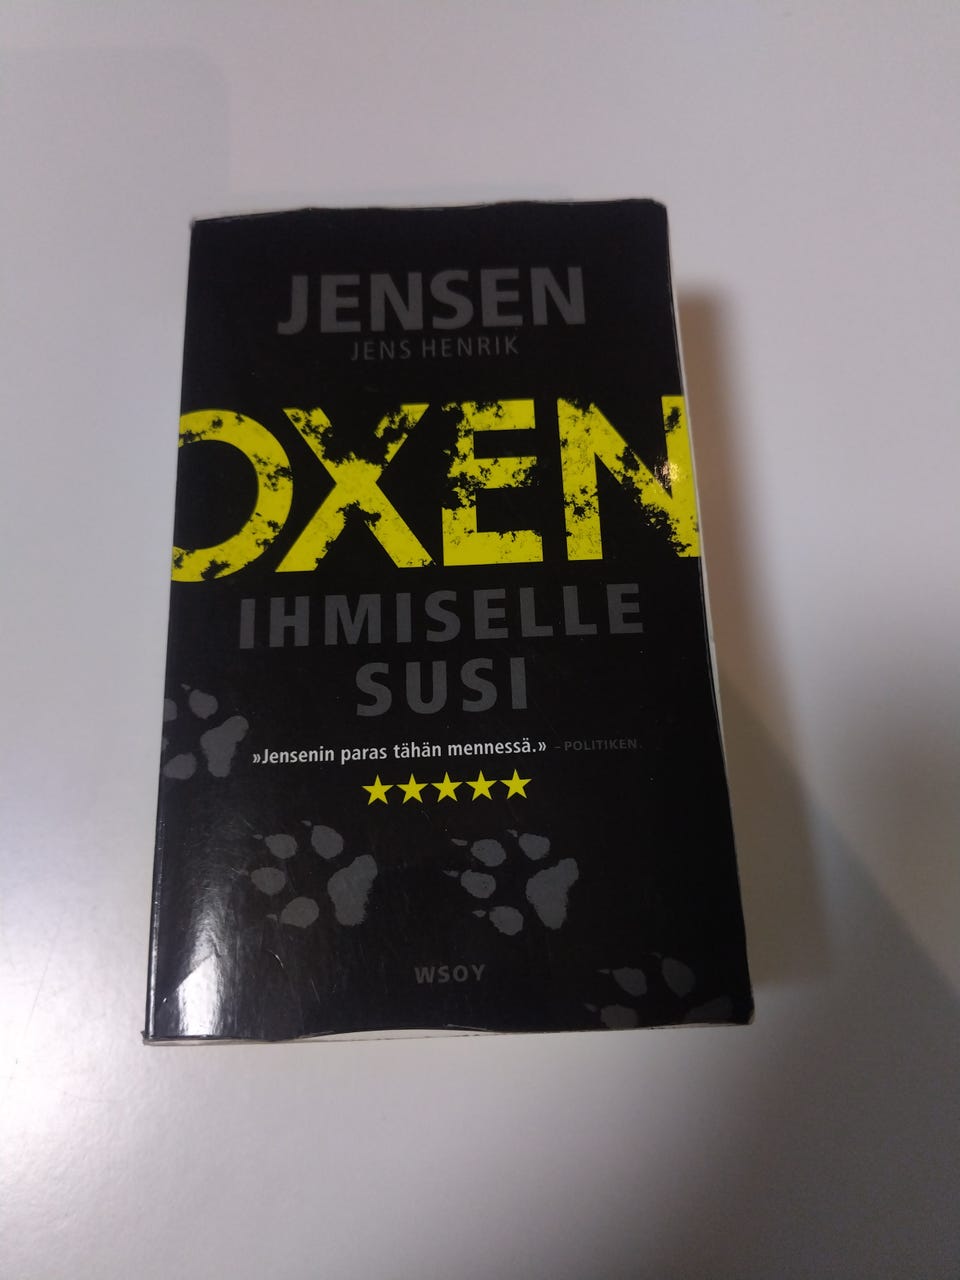 JENSEN
JENS HENRIK
OXEN
IHMISELLE
SUSI
»Jensenin paras tähän mennessä.» – POLITIKEN
WSOY